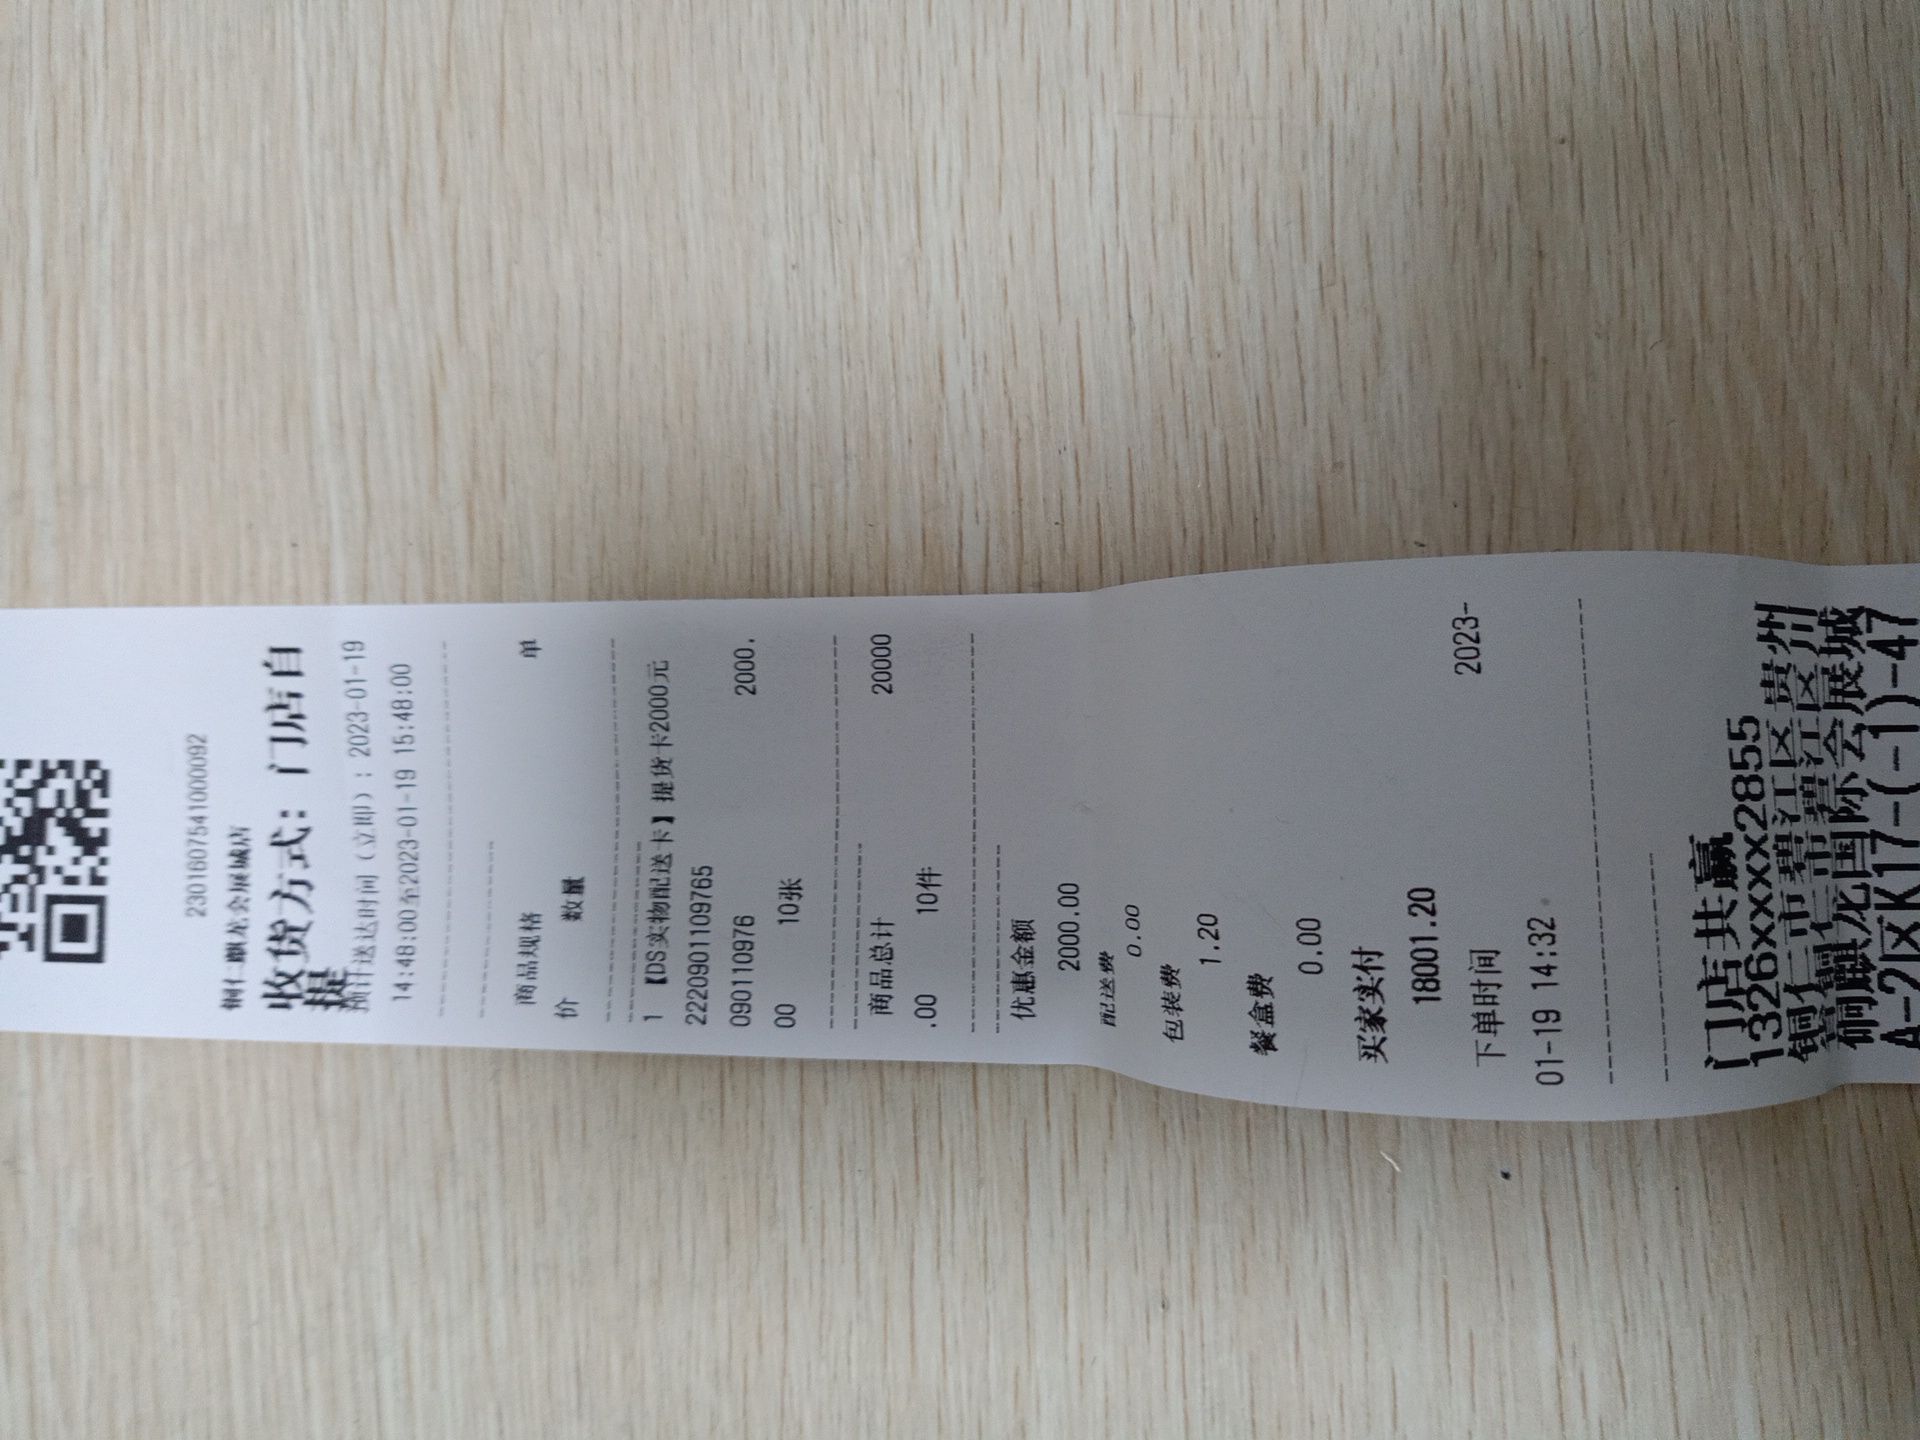 2301607541000092
铜仁麒龙会展城店
收货方式：门店自
提
预计送达时间（立即）：2023-01-19
14:48:00至2023-01-19 15:48:00
商品规格 单
价 数量
1 【DS实物配送卡】提货卡2000元
2220901109765
0901110976 2000.
00 10张
商品总计 20000
.00 10件
优惠金额
2000.00
配送费
0.00
包装费
1.20
餐盒费
0.00
买家实付
18001.20
下单时间 2023-
01-19 14:32
门店共赢
1326xxxx2855
铜仁市碧江区贵州
铜仁市碧江区
麒龙国际会展城
A-2区K17-(-1)-47